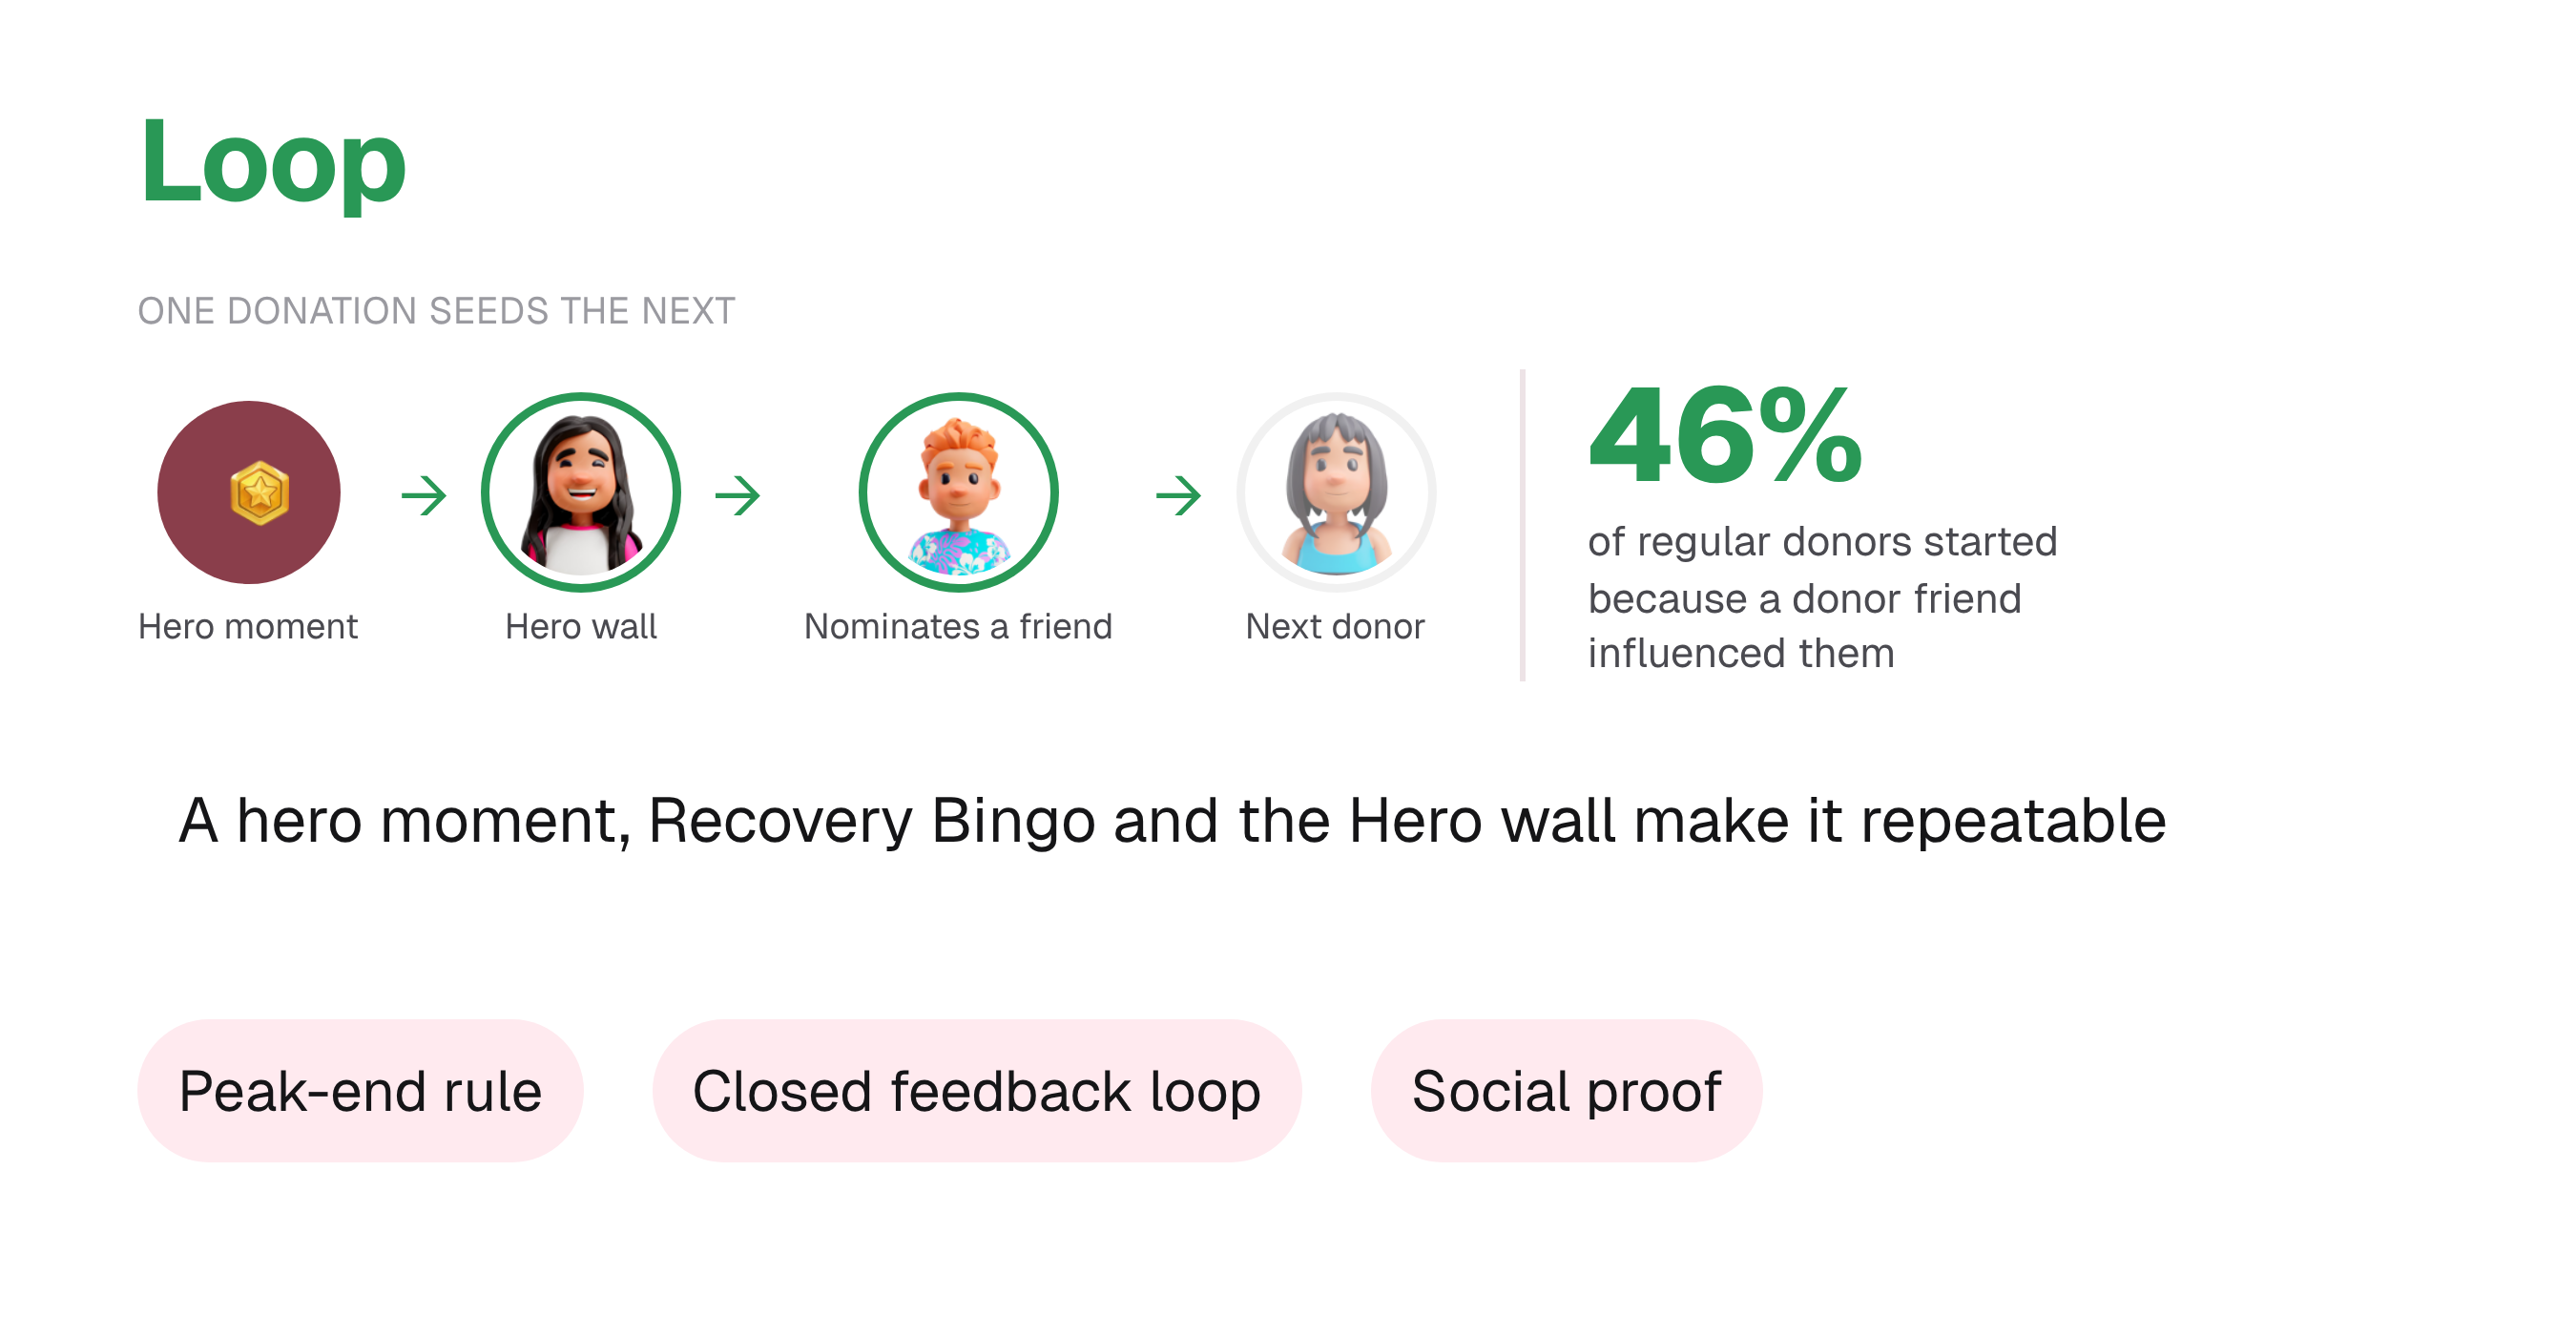 Loop
ONE DONATION SEEDS THE NEXT
Hero moment
Hero wall
Nominates a friend
Next donor
46%
of regular donors started
because a donor friend
influenced them
A hero moment, Recovery Bingo and the Hero wall make it repeatable
Peak-end rule
Closed feedback loop
Social proof